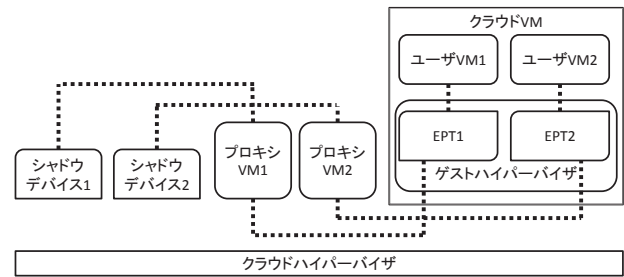 クラウドVM
ユーザVM1
ユーザVM2
EPT1
EPT2
ゲストハイパーバイザ
シャドウ
デバイス1
シャドウ
デバイス2
プロキシ
VM1
プロキシ
VM2
クラウドハイパーバイザ